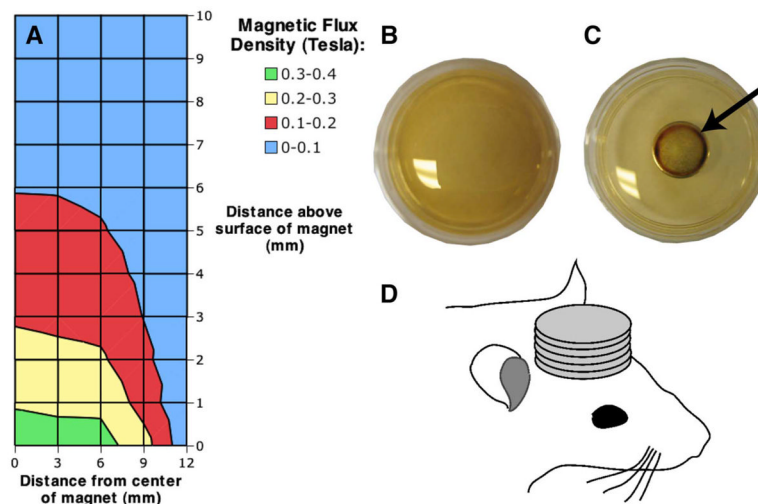 A
Magnetic Flux
Density (Tesla):
0.3-0.4
0.2-0.3
0.1-0.2
0-0.1
10
9
8
7
6
5
4
3
2
1
0
Distance above
surface of magnet
(mm)
0 3 6 9 12
Distance from center
of magnet (mm)
B
C
D